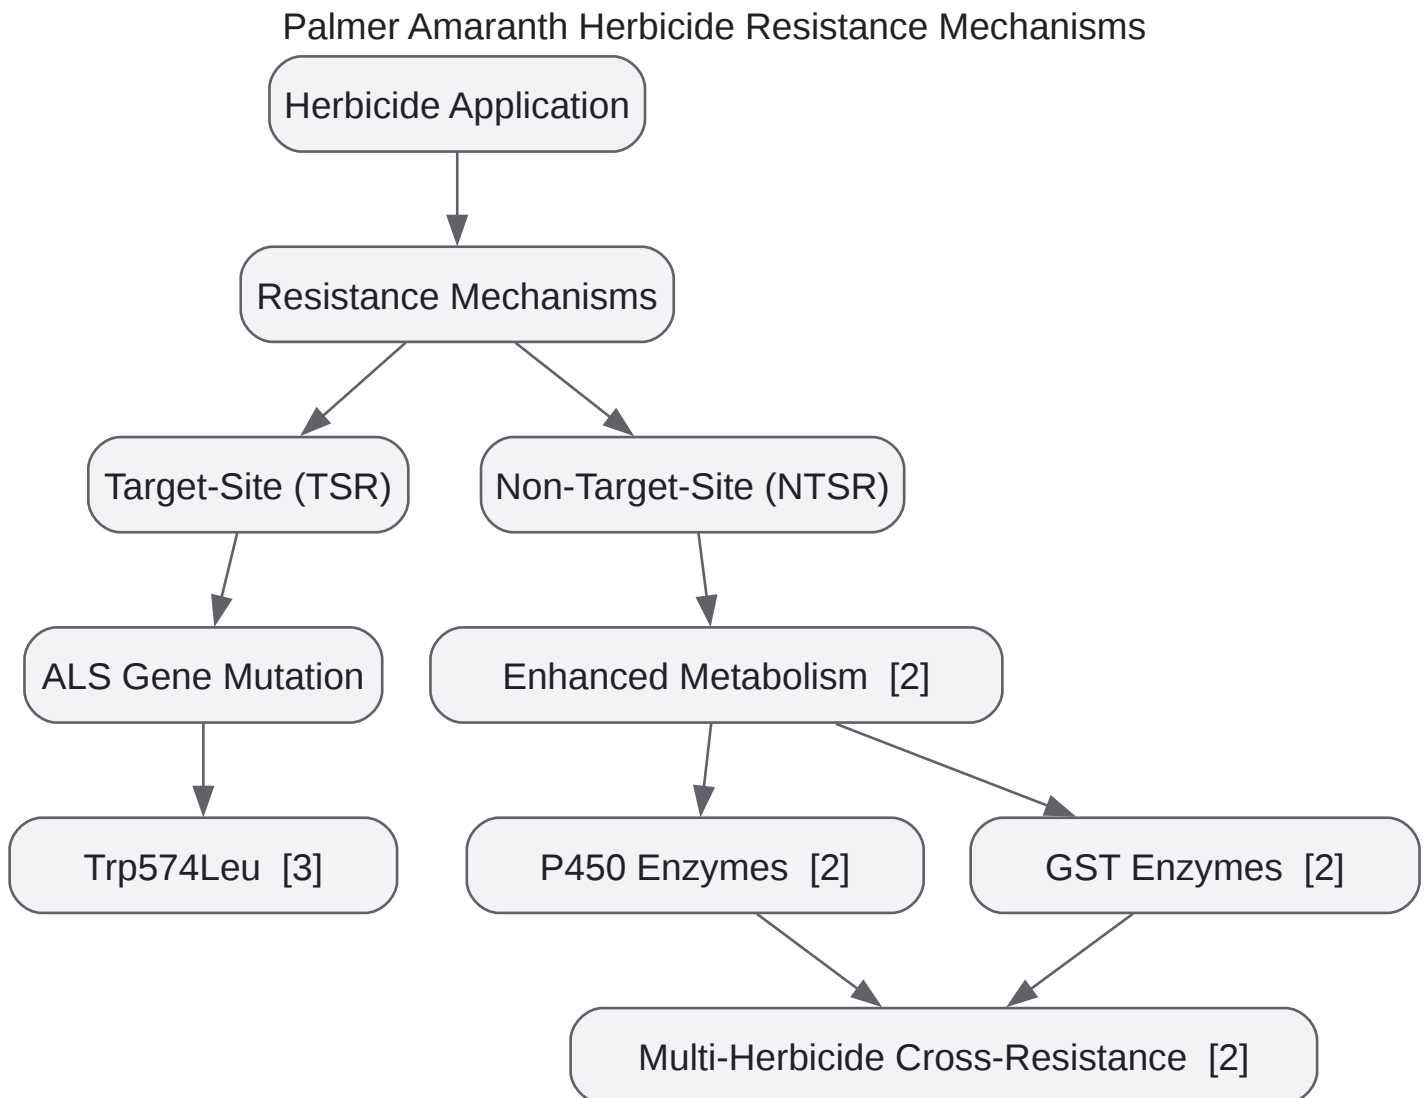 Palmer Amaranth Herbicide Resistance Mechanisms
Herbicide Application
Resistance Mechanisms
Target-Site (TSR)
Non-Target-Site (NTSR)
ALS Gene Mutation
Enhanced Metabolism [2]
Trp574Leu [3]
P450 Enzymes [2]
GST Enzymes [2]
Multi-Herbicide Cross-Resistance [2]